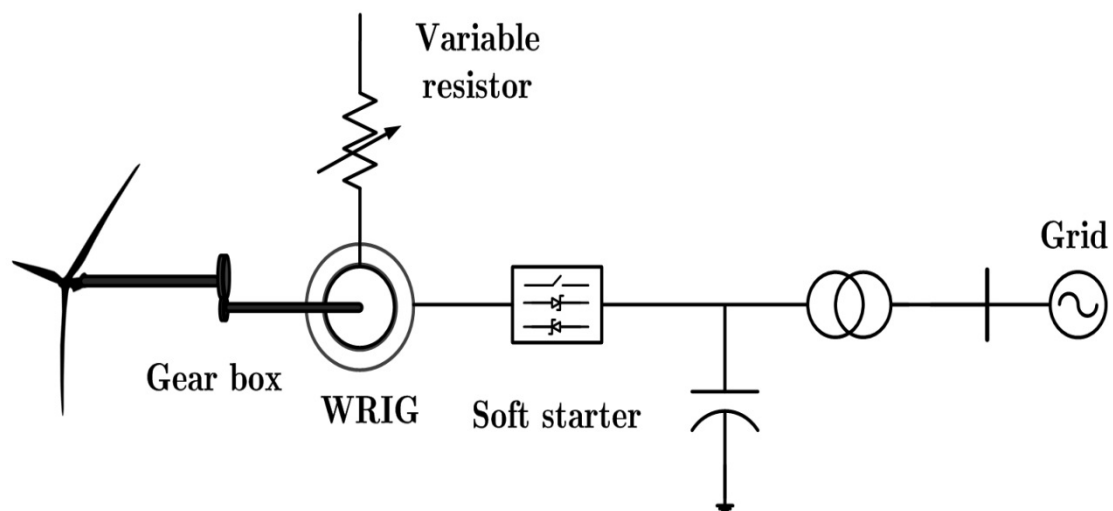 Variable
resistor
Grid
Gear box
WRIG
Soft starter